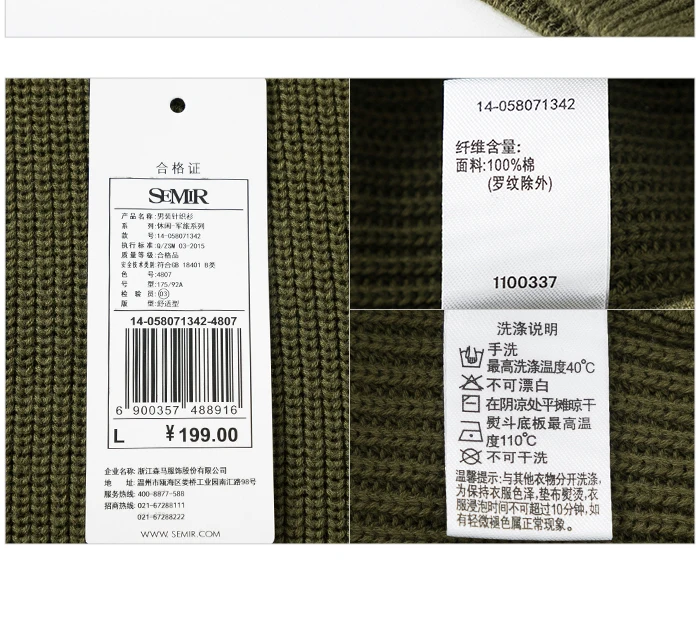 合格证
SEMIR
产品名称:男装针织衫
系 列:休闲-军旅系列
款 号:14-058071342
执行标准:Q/ZSM 03-2015
质量等级:合格品
安全技术类别:符合GB 18401 B类
色 号:4807
号 型:175/92A
检 验 员:03
版 型:舒适型
14-058071342-4807
6 900357 488916
L ¥199.00
企业名称:浙江森马服饰股份有限公司
地 址:温州市瓯海区娄桥工业园南汇路98号
服务热线:400-8877-588
招商热线:021-67288111
021-67288222
WWW.SEMIR.COM
14-058071342
纤维含量:
面料:100%棉
(罗纹除外)
1100337
洗涤说明
手洗
最高洗涤温度40℃
不可漂白
在阴凉处平摊晾干
熨斗底板最高温
度110℃
不可干洗
温馨提示:与其他衣物分开洗涤,
为保持衣服色泽,垫布熨烫,衣
服浸泡时间不可超过10分钟,如
有轻微褪色属正常现象。